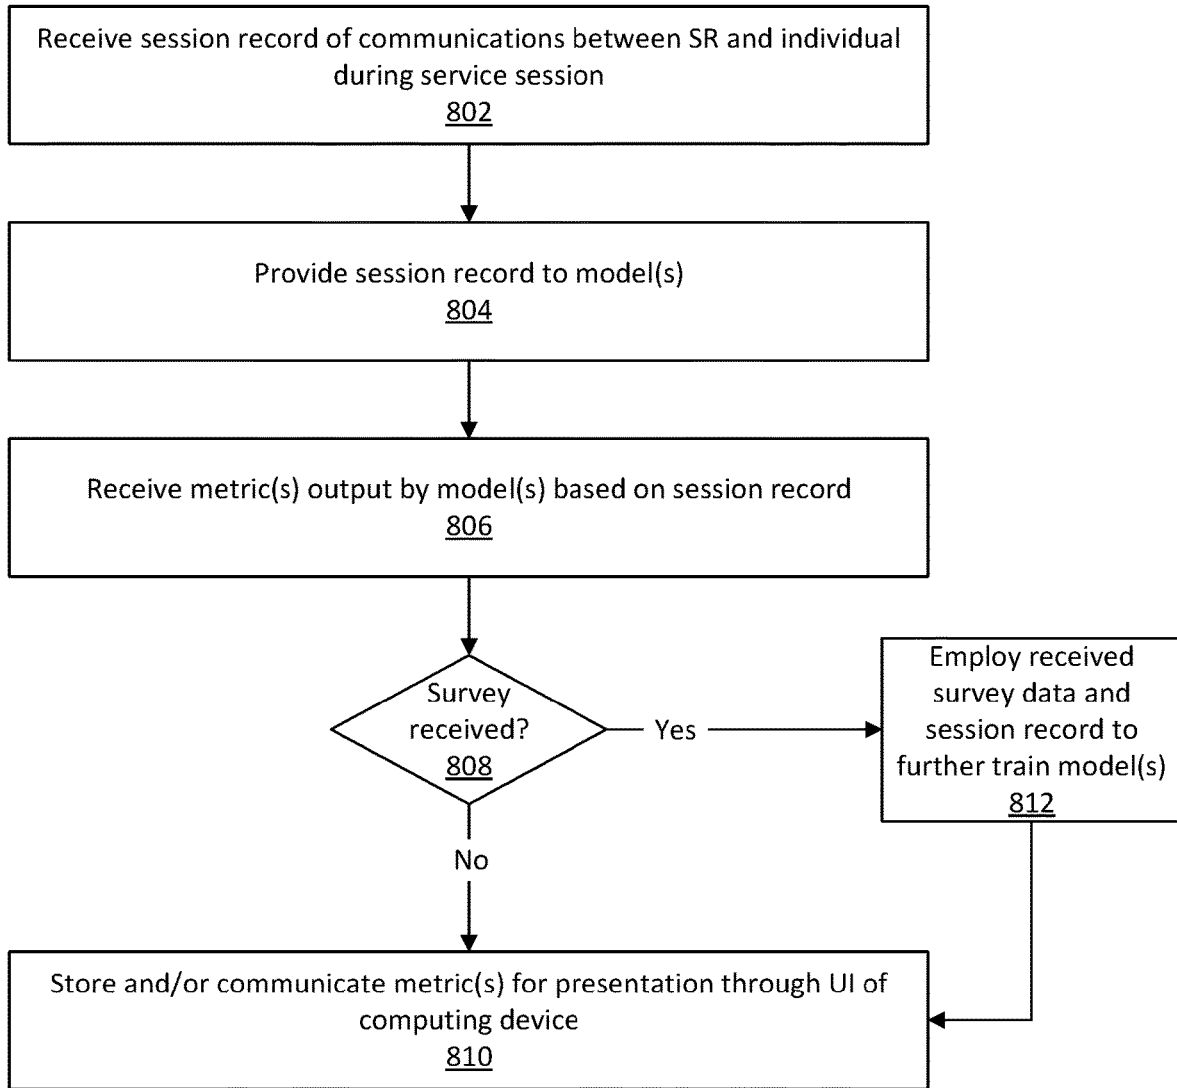 Receive session record of communications between SR and individual
during service session
802
Provide session record to model(s)
804
Receive metric(s) output by model(s) based on session record
806
Survey
received?
808
Yes
Employ received
survey data and
session record to
further train model(s)
812
No
Store and/or communicate metric(s) for presentation through UI of
computing device
810